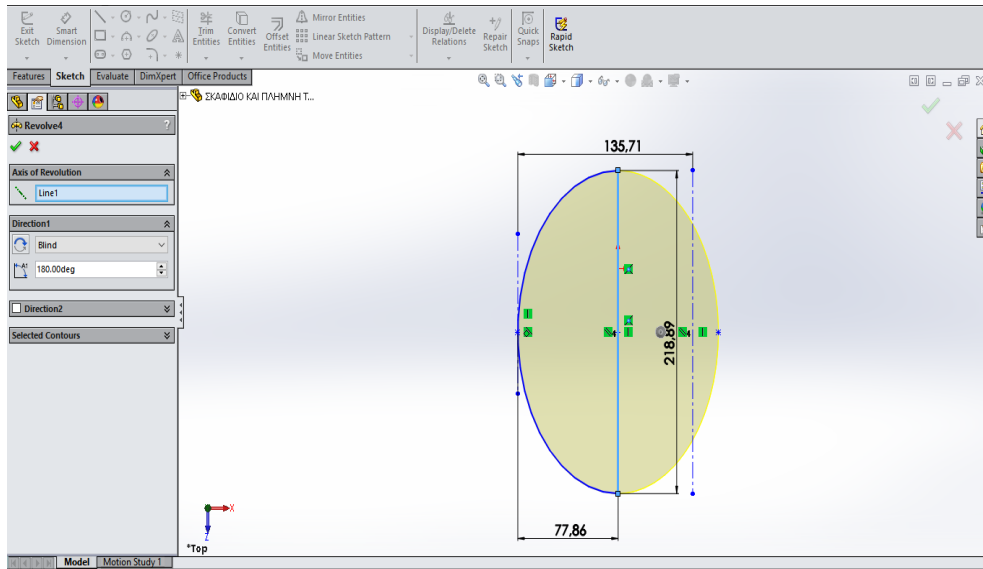 Exit Sketch
Smart Dimension
Trim Entities
Convert Entities
Offset Entities
Mirror Entities
Linear Sketch Pattern
Move Entities
Display/Delete Relations
Repair Sketch
Quick Snaps
Rapid Sketch
Features Sketch Evaluate DimXpert Office Products
ΣΚΑΦΙΔΙΟ ΚΑΙ ΠΛΗΜΝΗ Τ...
Revolve4 ?
Axis of Revolution
Line1
Direction1
Blind
180.00deg
Direction2
Selected Contours
135,71
218,89
77,86
X
Z
*Top
Model Motion Study 1